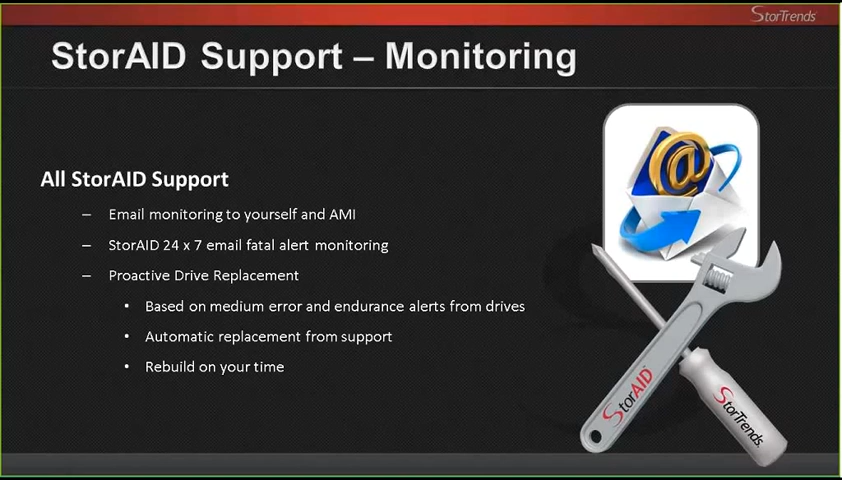 StorTrends
StorAID Support – Monitoring
All StorAID Support
– Email monitoring to yourself and AMI
– StorAID 24 x 7 email fatal alert monitoring
– Proactive Drive Replacement
• Based on medium error and endurance alerts from drives
• Automatic replacement from support
• Rebuild on your time
@
StorAID
StorTrends